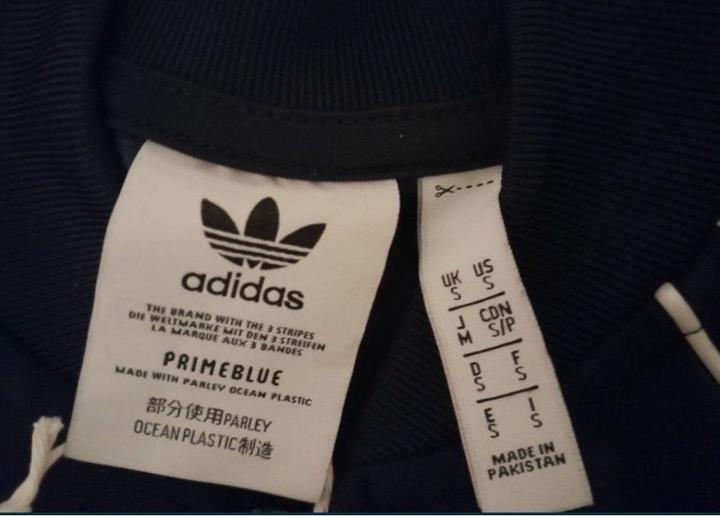 adidas
THE BRAND WITH THE 3 STRIPES
DIE WELTMARKE MIT DEN 3 STREIFEN
LA MARQUE AUX 3 BANDES
PRIMEBLUE
MADE WITH PARLEY OCEAN PLASTIC
部分使用PARLEY
OCEAN PLASTIC制造
UK US
S S
J CDN
M S/P
D F
S S
E I
S S
MADE IN
PAKISTAN